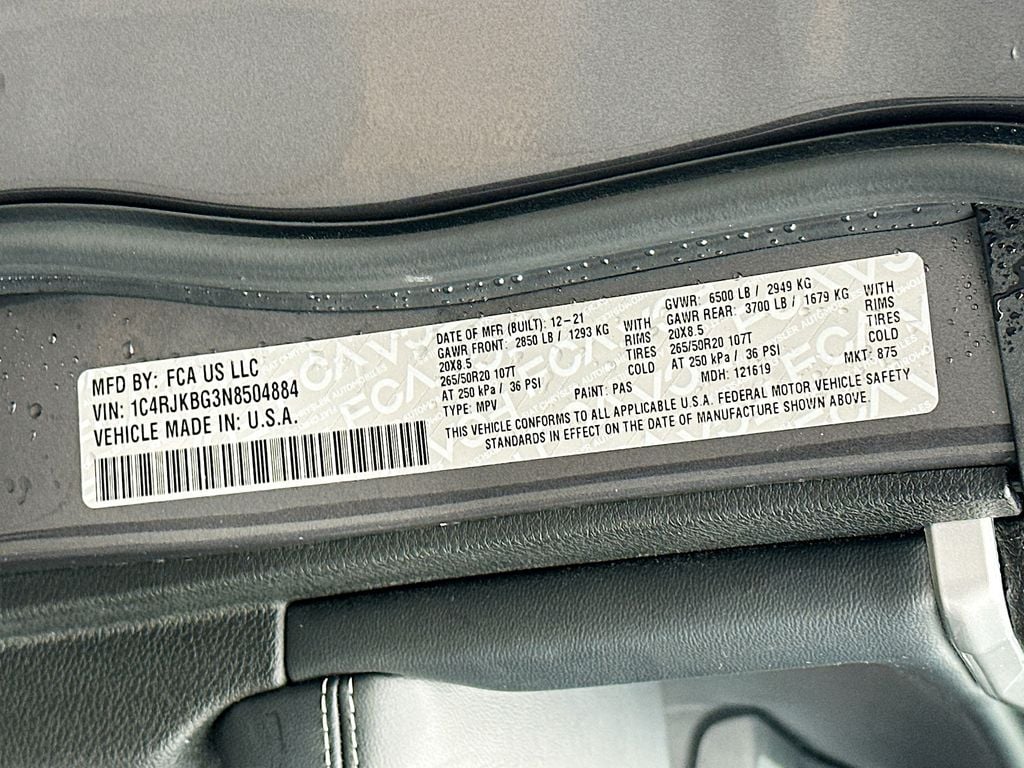 MFD BY: FCA US LLC
VIN: 1C4RJKBG3N8504884
VEHICLE MADE IN: U.S.A.
DATE OF MFR (BUILT): 12-21
GAWR FRONT: 2850 LB / 1293 KG WITH
20X8.5 RIMS
265/50R20 107T TIRES
AT 250 kPa / 36 PSI COLD
TYPE: MPV PAINT: PAS
GVWR: 6500 LB / 2949 KG
GAWR REAR: 3700 LB / 1679 KG WITH
20X8.5 RIMS
265/50R20 107T TIRES
AT 250 kPa / 36 PSI COLD
MDH: 121619 MKT: 875
THIS VEHICLE CONFORMS TO ALL APPLICABLE U.S.A. FEDERAL MOTOR VEHICLE SAFETY
STANDARDS IN EFFECT ON THE DATE OF MANUFACTURE SHOWN ABOVE.